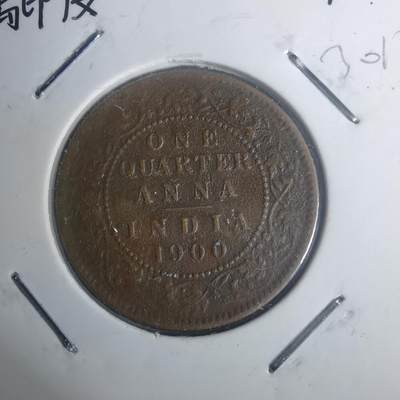 印度
ONE
QUARTER
ANNA
INDIA
1900